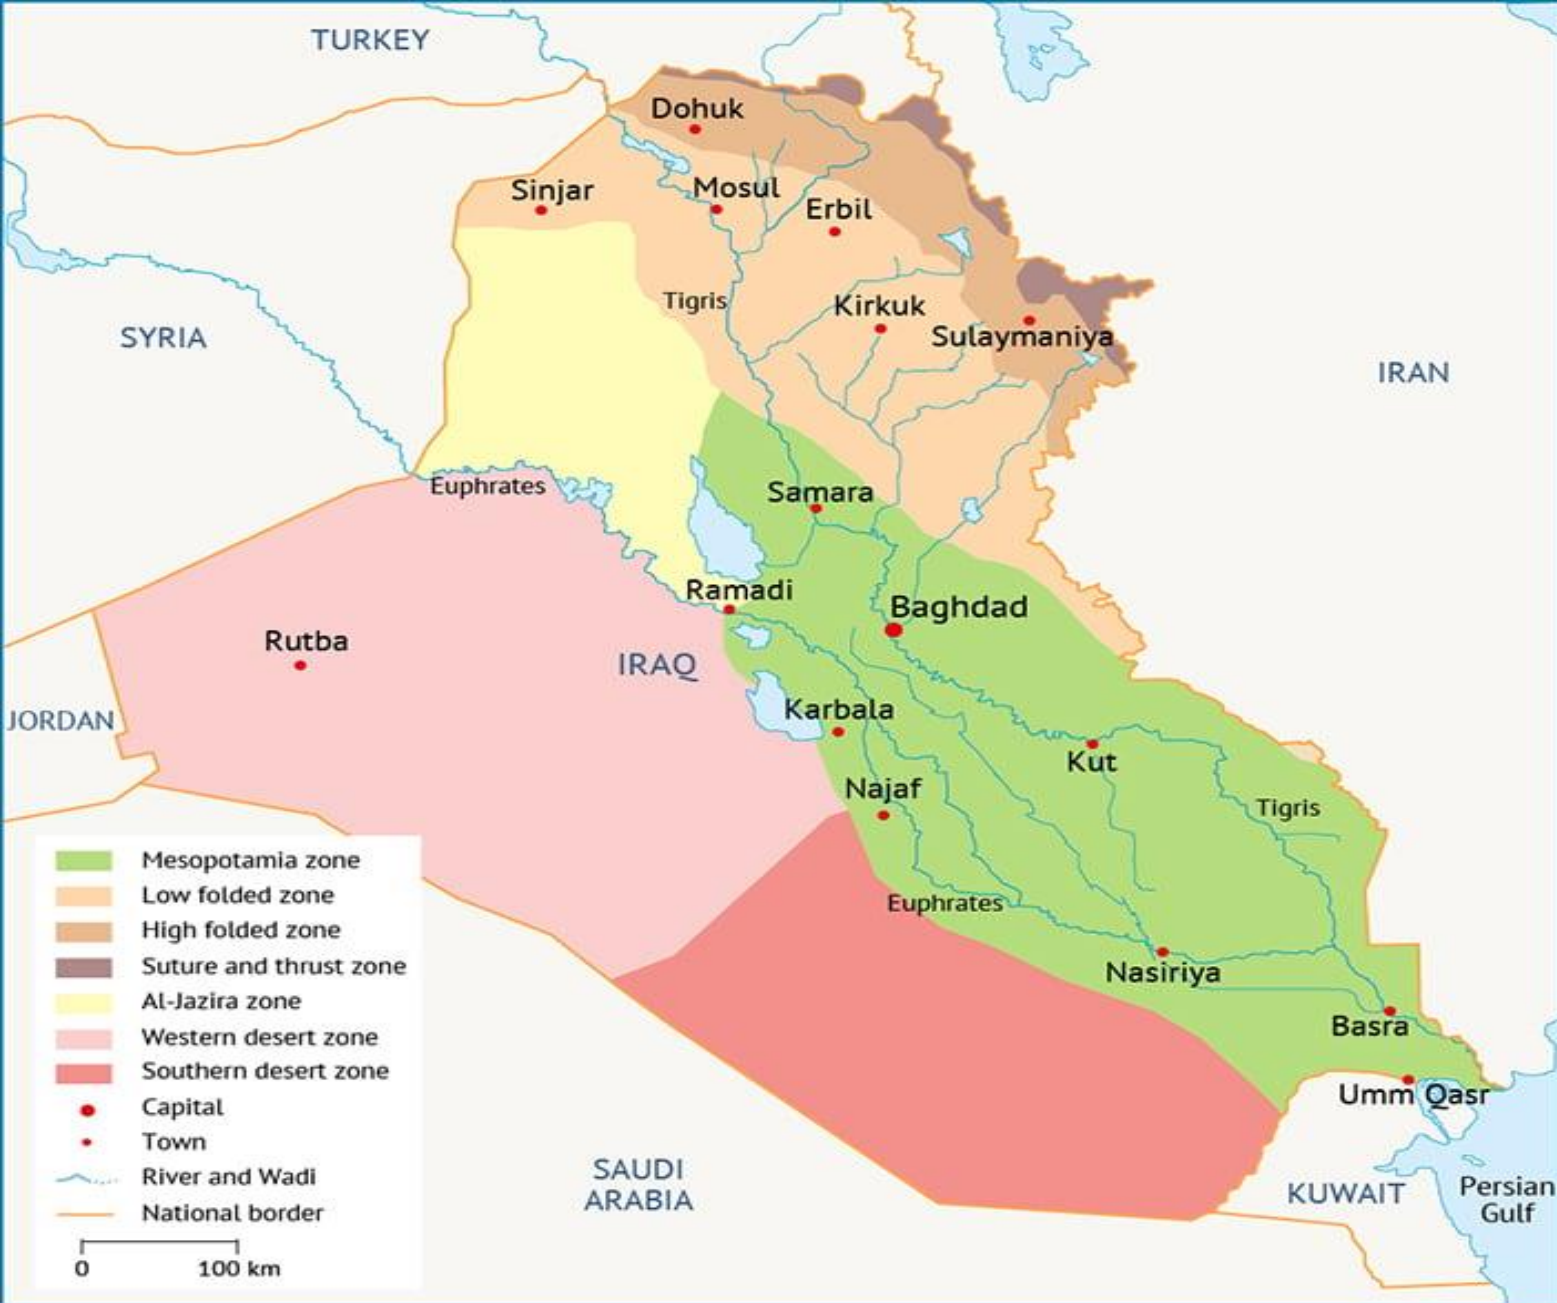 TURKEY
Dohuk
Sinjar
Mosul
Erbil
Tigris
Kirkuk
SYRIA
Sulaymaniya
IRAN
Euphrates
Samara
Ramadi
Baghdad
Rutba
IRAQ
JORDAN
Karbala
Kut
Najaf
Tigris
Euphrates
Nasiriya
Basra
Umm Qasr
SAUDI
ARABIA
KUWAIT
Persian
Gulf
Mesopotamia zone
Low folded zone
High folded zone
Suture and thrust zone
Al-Jazira zone
Western desert zone
Southern desert zone
Capital
Town
River and Wadi
National border
0 100 km